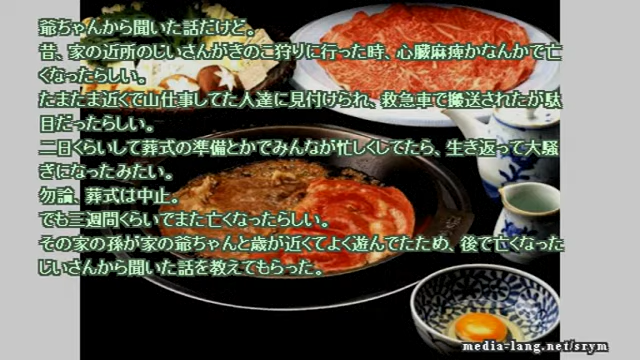 爺ちゃんから聞いた話だけど。
昔、家の近所のじいさんがきのこ狩りに行った時、心臓麻痺かなんかで亡
くなったらしい。
たまたま近くで山仕事してた人達に見付けられ、救急車で搬送されたが駄
目だったらしい。
二日くらいして葬式の準備とかでみんなが忙しくしてたら、生き返って大騒
ぎになったみたい。
勿論、葬式は中止。
でも三週間くらいでまた亡くなったらしい。
その家の孫が家の爺ちゃんと歳が近くてよく遊んでたため、後で亡くなった
じいさんから聞いた話を教えてもらった。
media-lang.net/srym